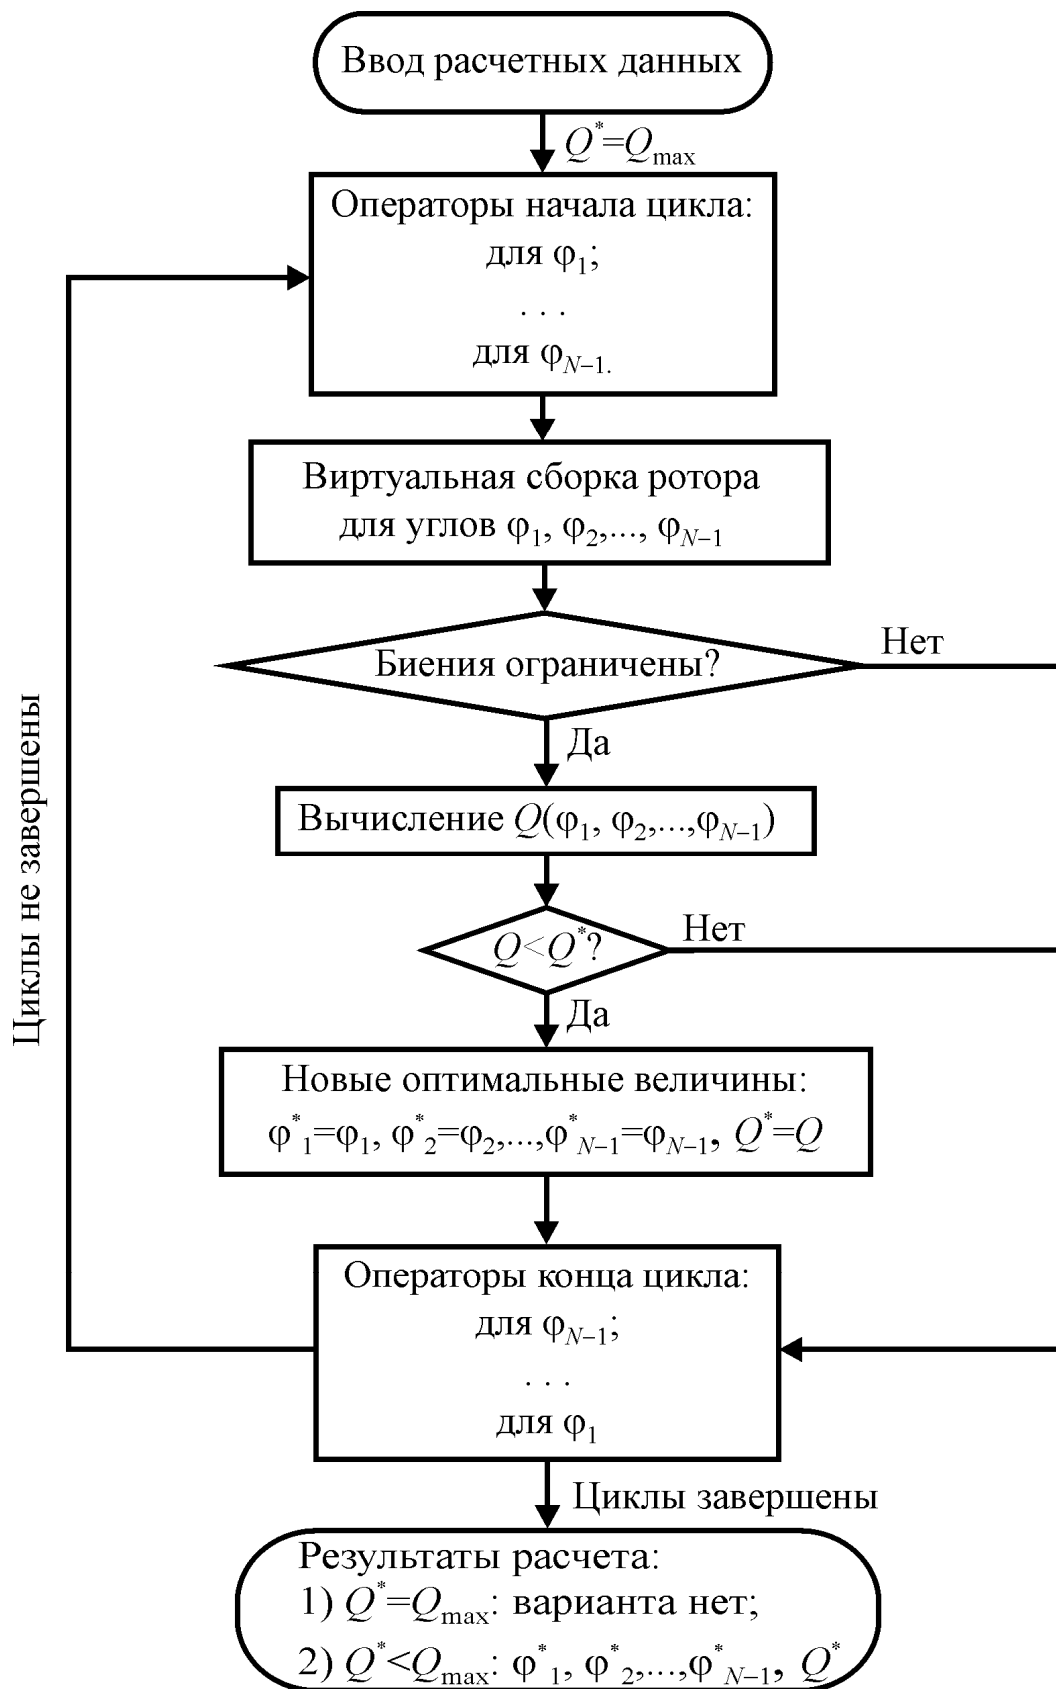 Ввод расчетных данных
Q*=Qmax
Операторы начала цикла:
для φ1;
. . .
для φN–1.
Виртуальная сборка ротора
для углов φ1, φ2,..., φN–1
Биения ограничены?
Нет
Да
Вычисление Q(φ1, φ2,...,φN–1)
Q<Q*?
Нет
Да
Новые оптимальные величины:
φ*1=φ1, φ*2=φ2,...,φ*N–1=φN–1, Q*=Q
Операторы конца цикла:
для φN–1;
. . .
для φ1
Циклы не завершены
Циклы завершены
Результаты расчета:
1) Q*=Qmax: варианта нет;
2) Q*<Qmax: φ*1, φ*2,...,φ*N–1, Q*